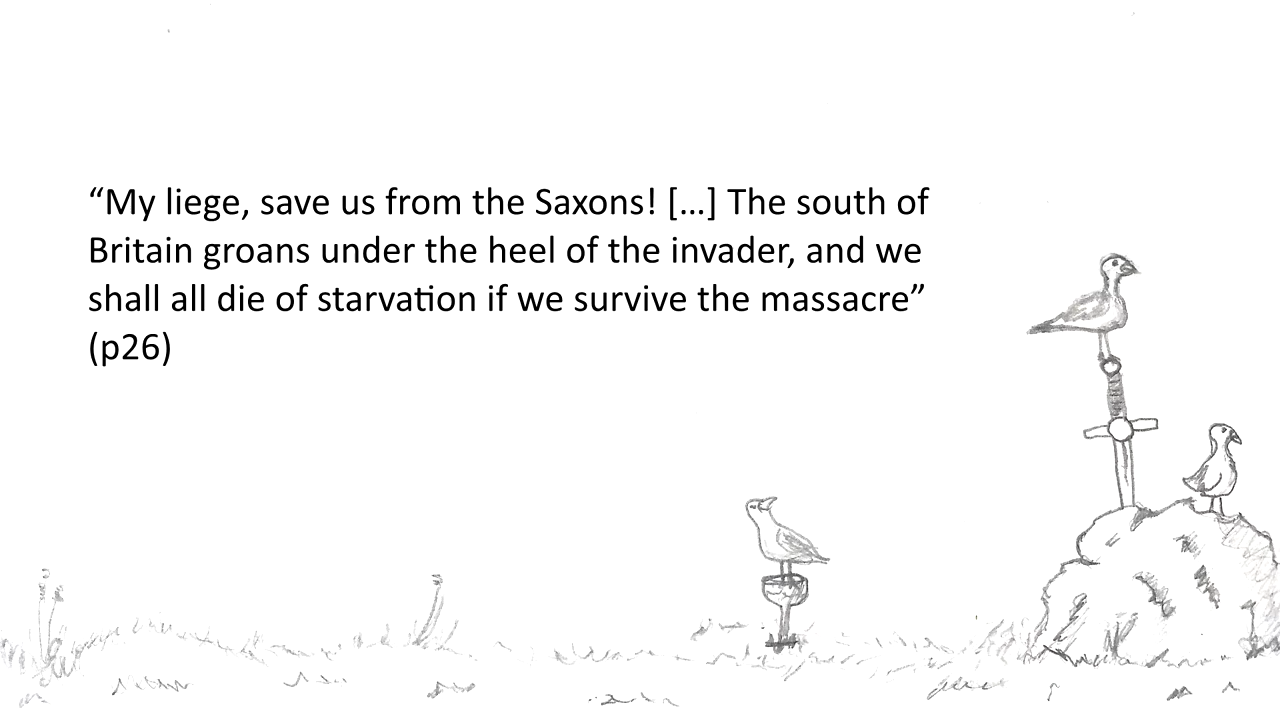 “My liege, save us from the Saxons! […] The south of
Britain groans under the heel of the invader, and we
shall all die of starvation if we survive the massacre”
(p26)